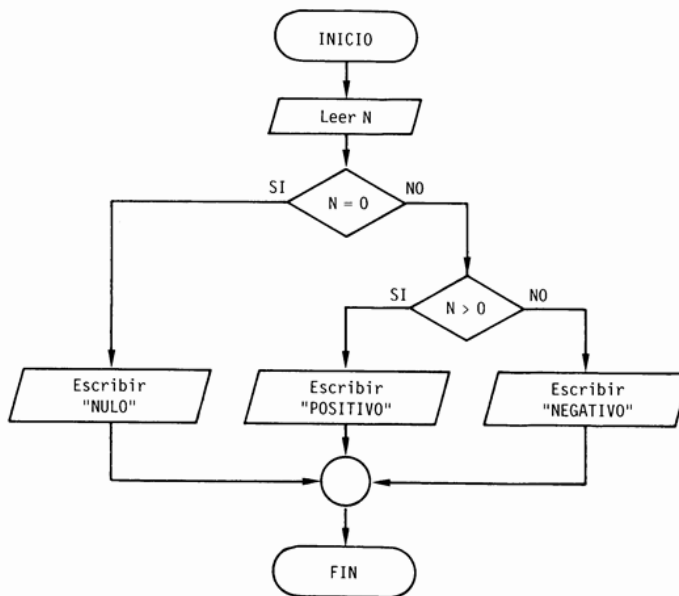 INICIO
Leer N
SI
NO
N = 0
SI
NO
N > 0
Escribir
"NULO"
Escribir
"POSITIVO"
Escribir
"NEGATIVO"
FIN